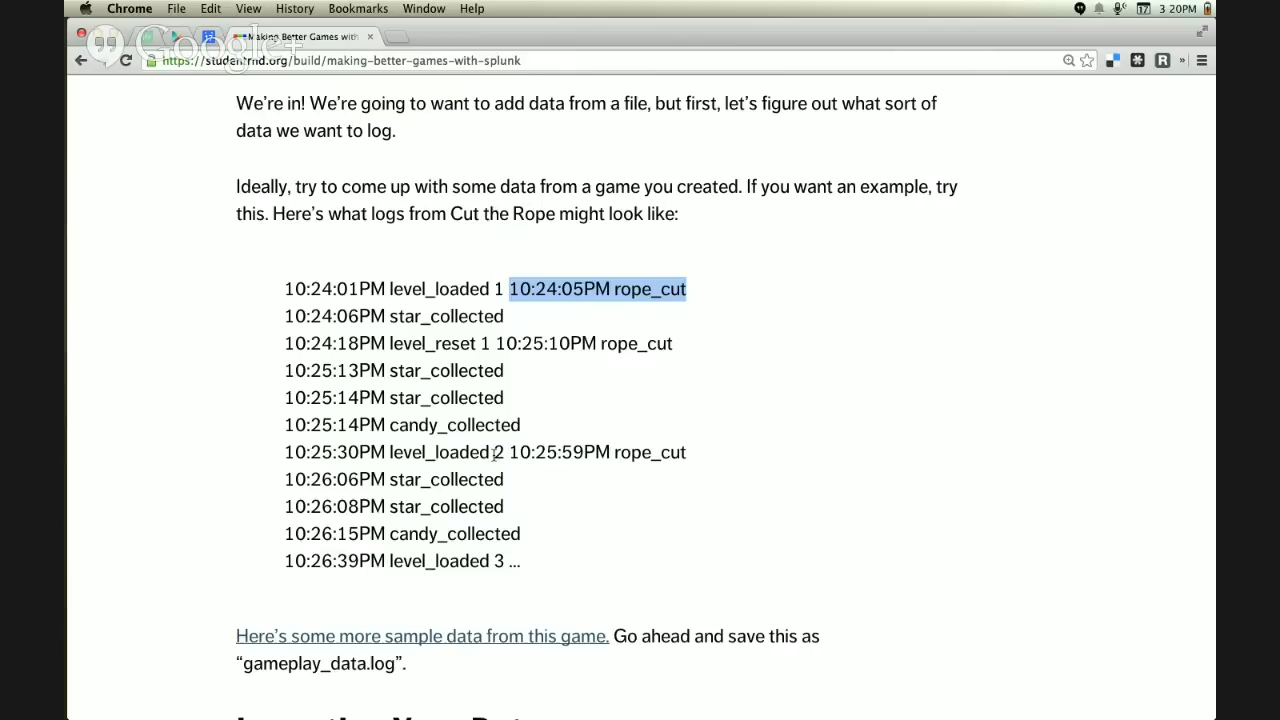 Chrome File Edit View History Bookmarks Window Help 17 3 20PM
Google+
Making Better Games with
https://studentrnd.org/build/making-better-games-with-splunk
We're in! We're going to want to add data from a file, but first, let's figure out what sort of
data we want to log.
Ideally, try to come up with some data from a game you created. If you want an example, try
this. Here's what logs from Cut the Rope might look like:
10:24:01PM level_loaded 1 10:24:05PM rope_cut
10:24:06PM star_collected
10:24:18PM level_reset 1 10:25:10PM rope_cut
10:25:13PM star_collected
10:25:14PM star_collected
10:25:14PM candy_collected
10:25:30PM level_loaded 2 10:25:59PM rope_cut
10:26:06PM star_collected
10:26:08PM star_collected
10:26:15PM candy_collected
10:26:39PM level_loaded 3 ...
Here's some more sample data from this game. Go ahead and save this as
“gameplay_data.log”.